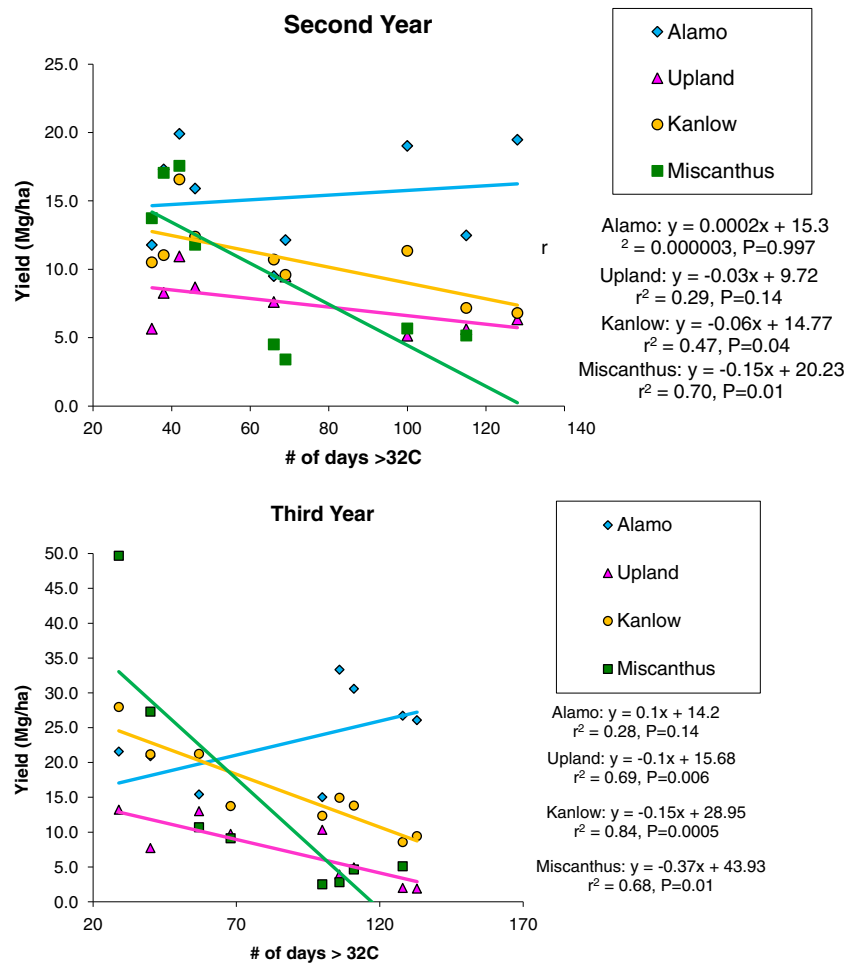 Second Year
Alamo
Upland
Kanlow
Miscanthus
25.0
20.0
15.0
10.0
5.0
0.0
Yield (Mg/ha)
20 40 60 80 100 120 140
# of days >32C
r
Alamo: y = 0.0002x + 15.3
² = 0.000003, P=0.997
Upland: y = -0.03x + 9.72
r² = 0.29, P=0.14
Kanlow: y = -0.06x + 14.77
r² = 0.47, P=0.04
Miscanthus: y = -0.15x + 20.23
r² = 0.70, P=0.01
Third Year
Alamo
Upland
Kanlow
Miscanthus
50.0
45.0
40.0
35.0
30.0
25.0
20.0
15.0
10.0
5.0
0.0
Yield (Mg/ha)
20 70 120 170
# of days > 32C
Alamo: y = 0.1x + 14.2
r² = 0.28, P=0.14
Upland: y = -0.1x + 15.68
r² = 0.69, P=0.006
Kanlow: y = -0.15x + 28.95
r² = 0.84, P=0.0005
Miscanthus: y = -0.37x + 43.93
r² = 0.68, P=0.01